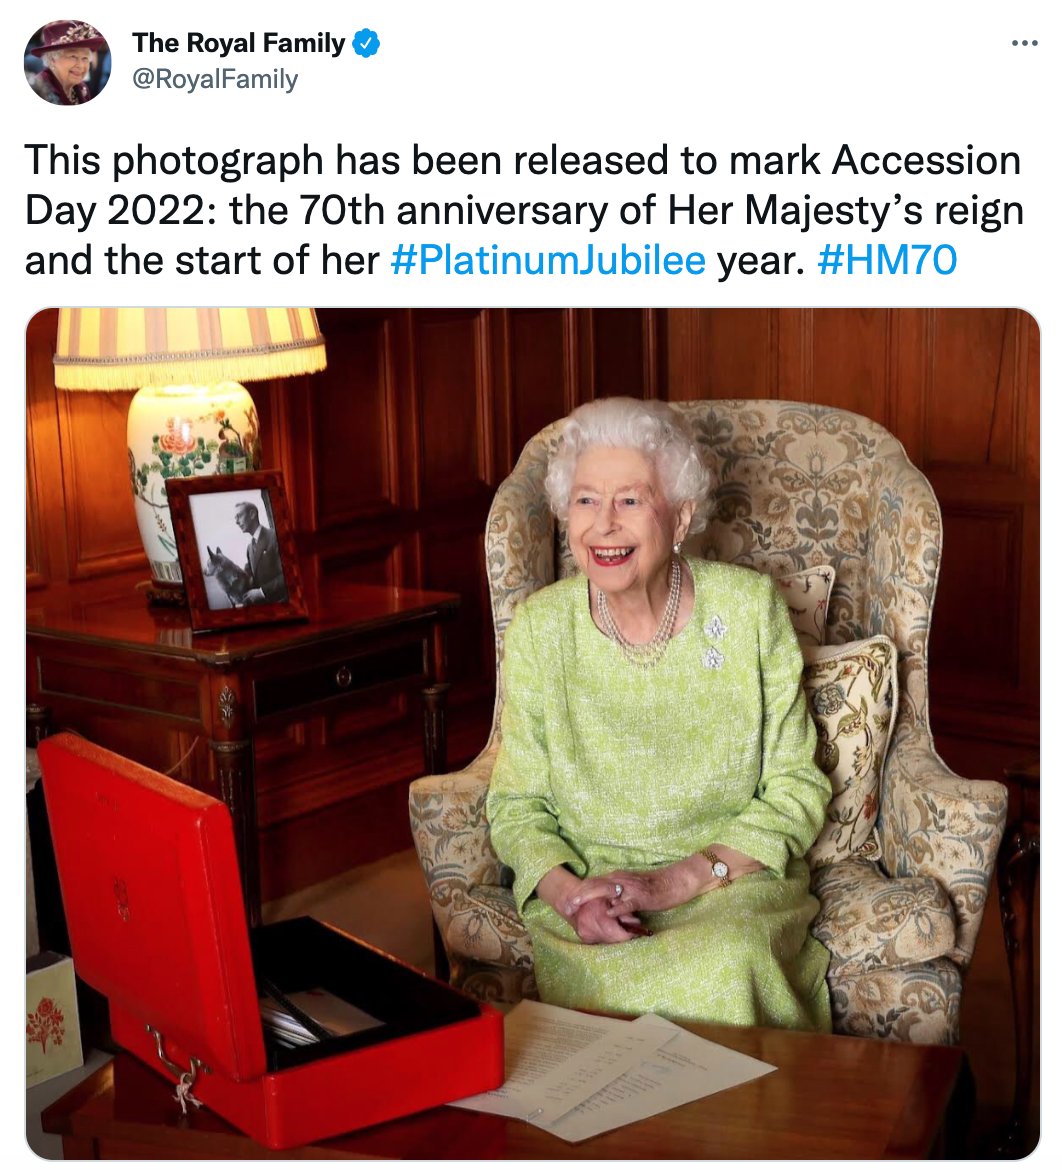 The Royal Family
@RoyalFamily
This photograph has been released to mark Accession
Day 2022: the 70th anniversary of Her Majesty’s reign
and the start of her #PlatinumJubilee year. #HM70